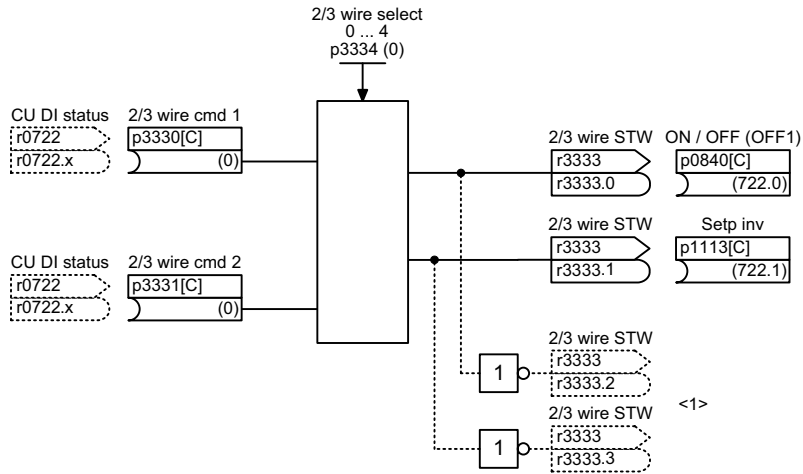 2/3 wire select
0 ... 4
p3334 (0)
CU DI status
r0722
r0722.x
2/3 wire cmd 1
p3330[C]
(0)
2/3 wire STW
r3333
r3333.0
ON / OFF (OFF1)
p0840[C]
(722.0)
2/3 wire STW
r3333
r3333.1
Setp inv
p1113[C]
(722.1)
CU DI status
r0722
r0722.x
2/3 wire cmd 2
p3331[C]
(0)
2/3 wire STW
1
r3333
r3333.2
<1>
2/3 wire STW
1
r3333
r3333.3